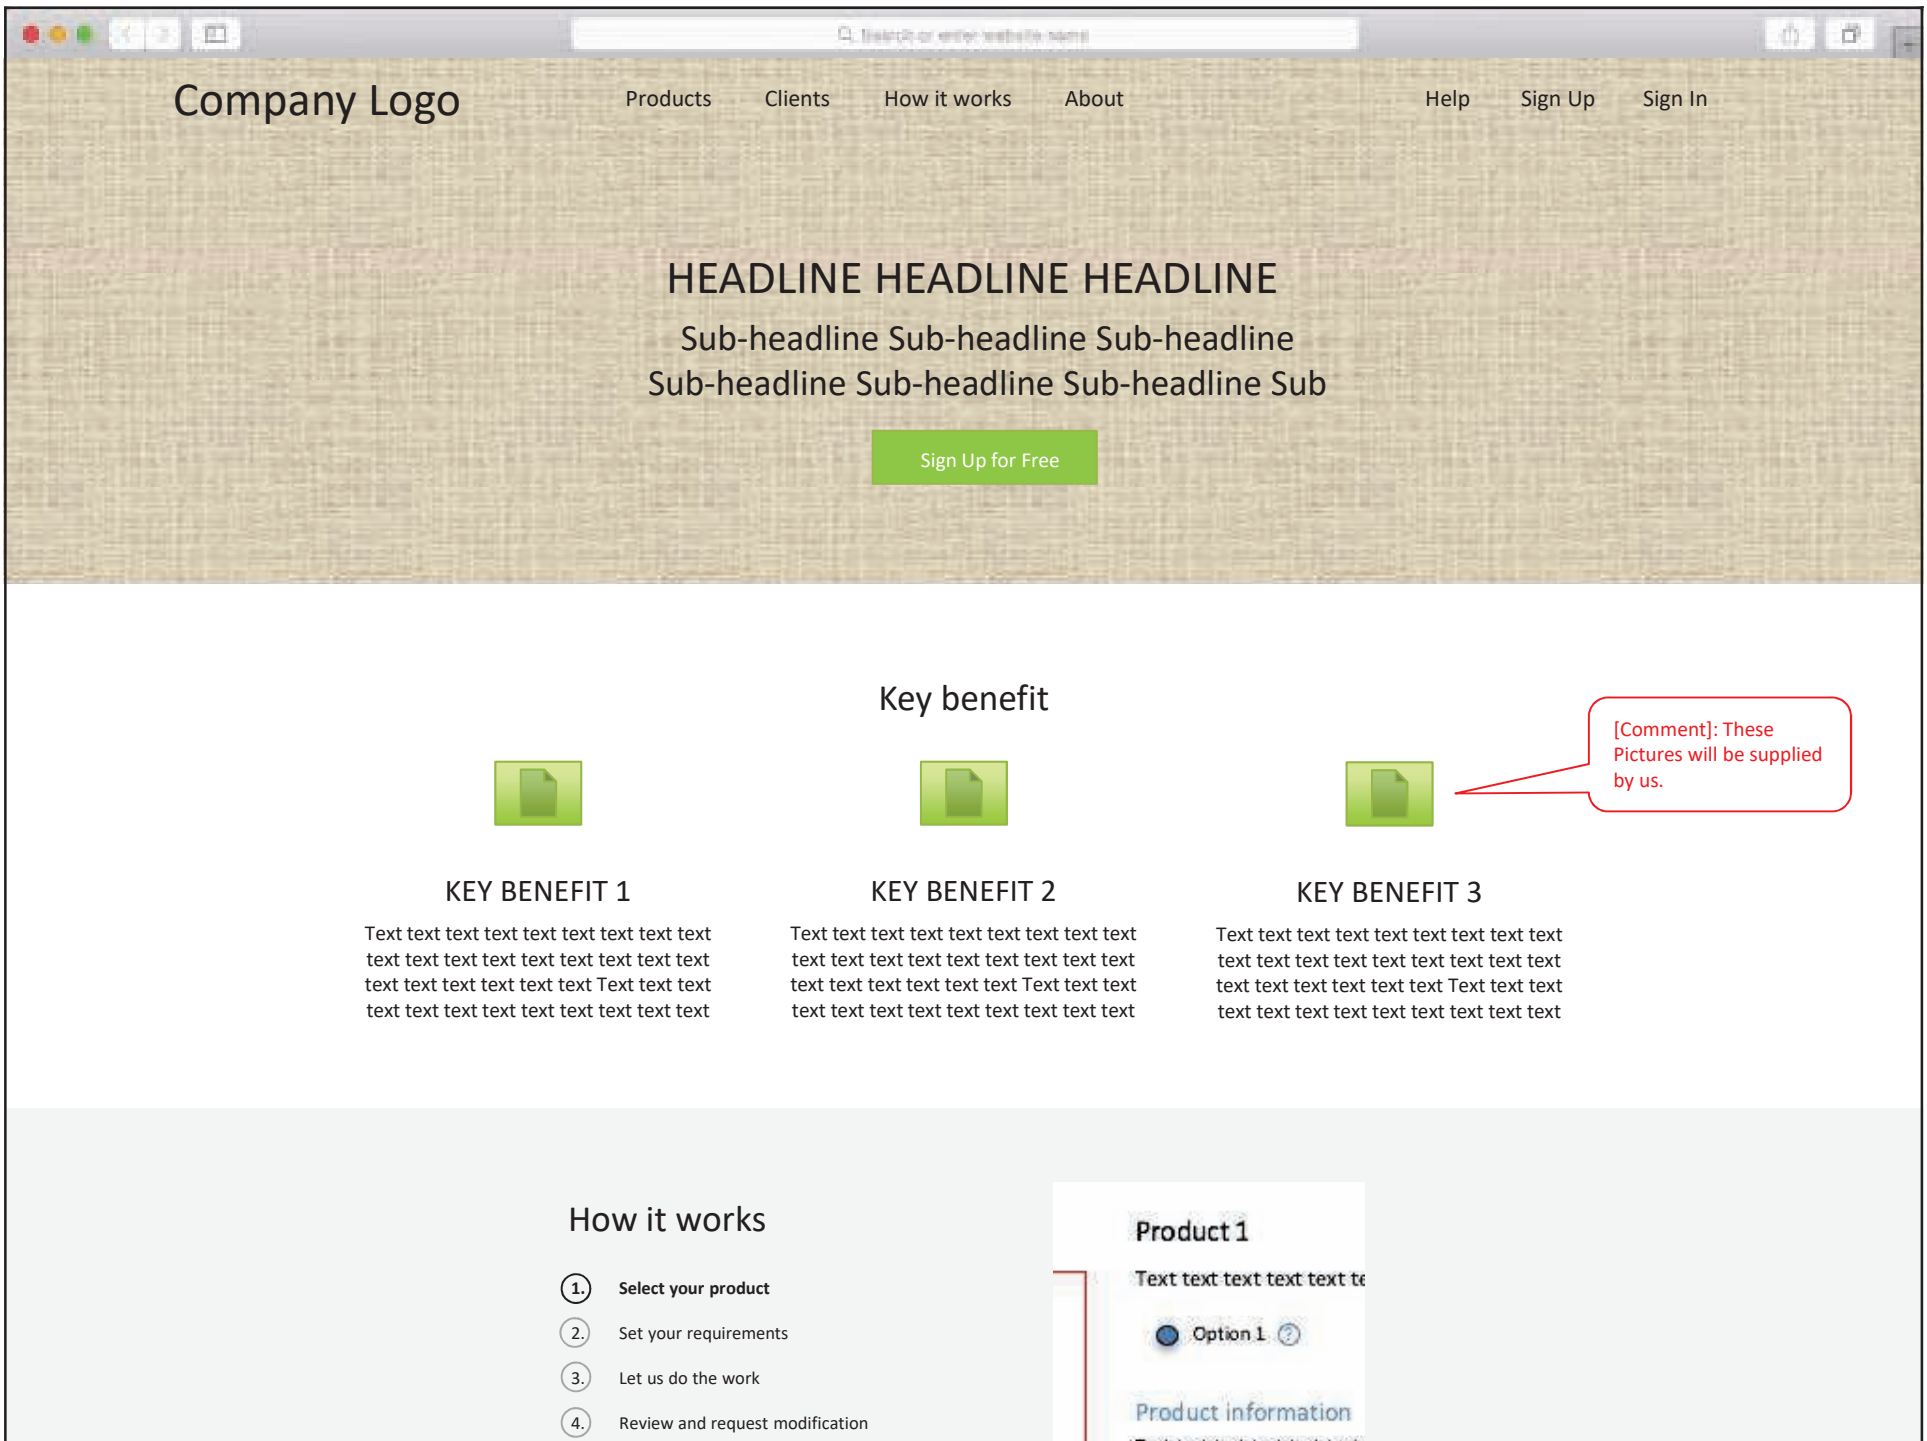 Search or enter website name
Company Logo
Products
Clients
How it works
About
Help
Sign Up
Sign In
HEADLINE HEADLINE HEADLINE
Sub-headline Sub-headline Sub-headline
Sub-headline Sub-headline Sub-headline Sub
Sign Up for Free
Key benefit
[Comment]: These
Pictures will be supplied
by us.
KEY BENEFIT 1
Text text text text text text text text text
text text text text text text text text text
text text text text text text Text text text
text text text text text text text text text
KEY BENEFIT 2
Text text text text text text text text text
text text text text text text text text text
text text text text text text Text text text
text text text text text text text text text
KEY BENEFIT 3
Text text text text text text text text text
text text text text text text text text text
text text text text text text Text text text
text text text text text text text text text
How it works
1. Select your product
2. Set your requirements
3. Let us do the work
4. Review and request modification
Product 1
Text text text text text te
Option 1 ?
Product information